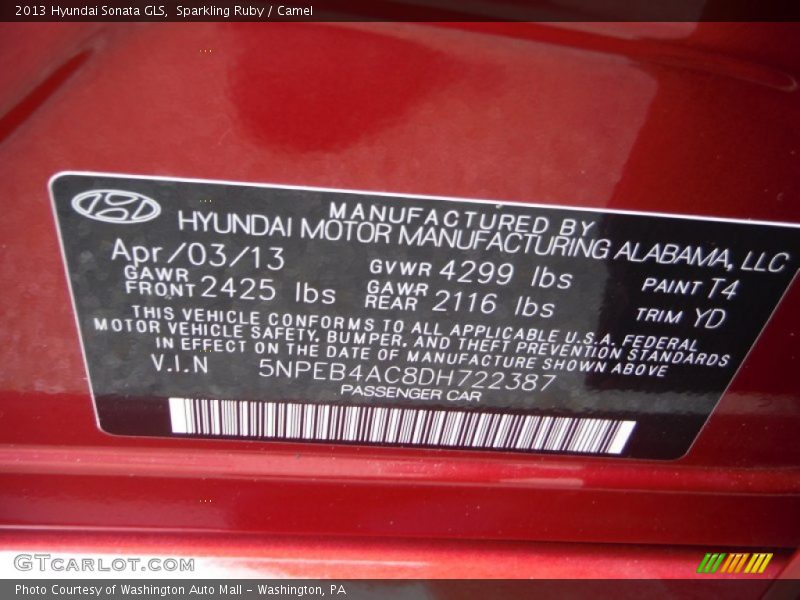 2013 Hyundai Sonata GLS, Sparkling Ruby / Camel
MANUFACTURED BY
HYUNDAI MOTOR MANUFACTURING ALABAMA, LLC
Apr/03/13 GVWR 4299 lbs PAINT T4
GAWR FRONT 2425 lbs GAWR REAR 2116 lbs TRIM YD
THIS VEHICLE CONFORMS TO ALL APPLICABLE U.S.A. FEDERAL
MOTOR VEHICLE SAFETY, BUMPER, AND THEFT PREVENTION STANDARDS
IN EFFECT ON THE DATE OF MANUFACTURE SHOWN ABOVE
V.I.N 5NPEB4AC8DH722387
PASSENGER CAR
GTCARLOT.COM
Photo Courtesy of Washington Auto Mall - Washington, PA